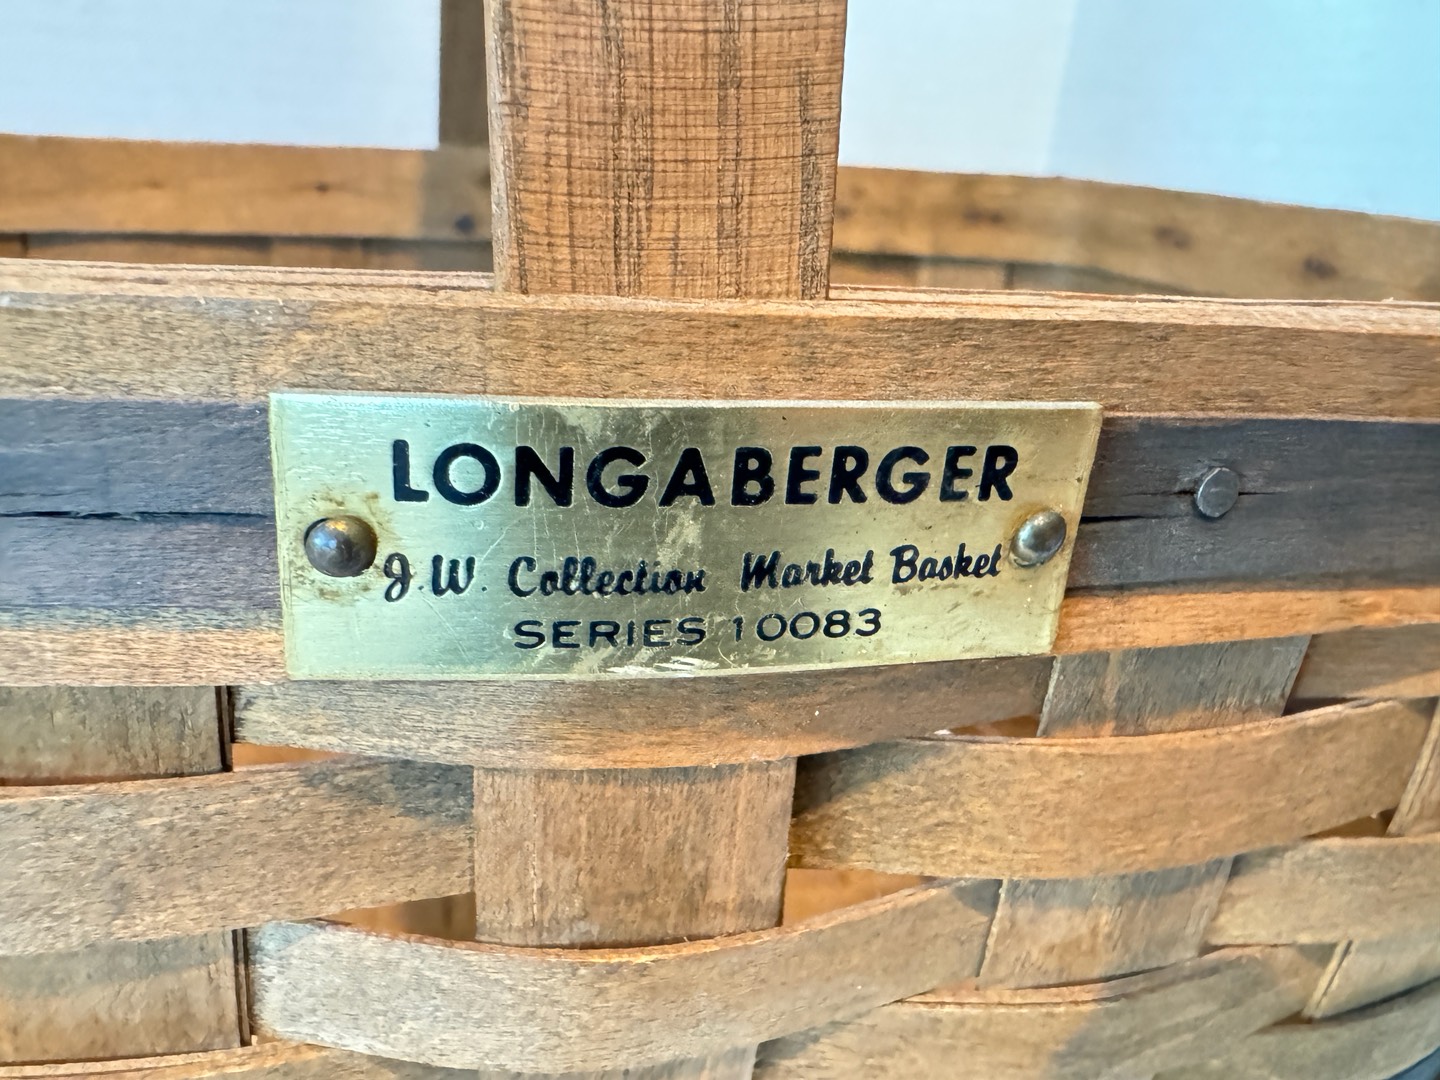 LONGABERGER
J.W. Collection Market Basket
SERIES 10083